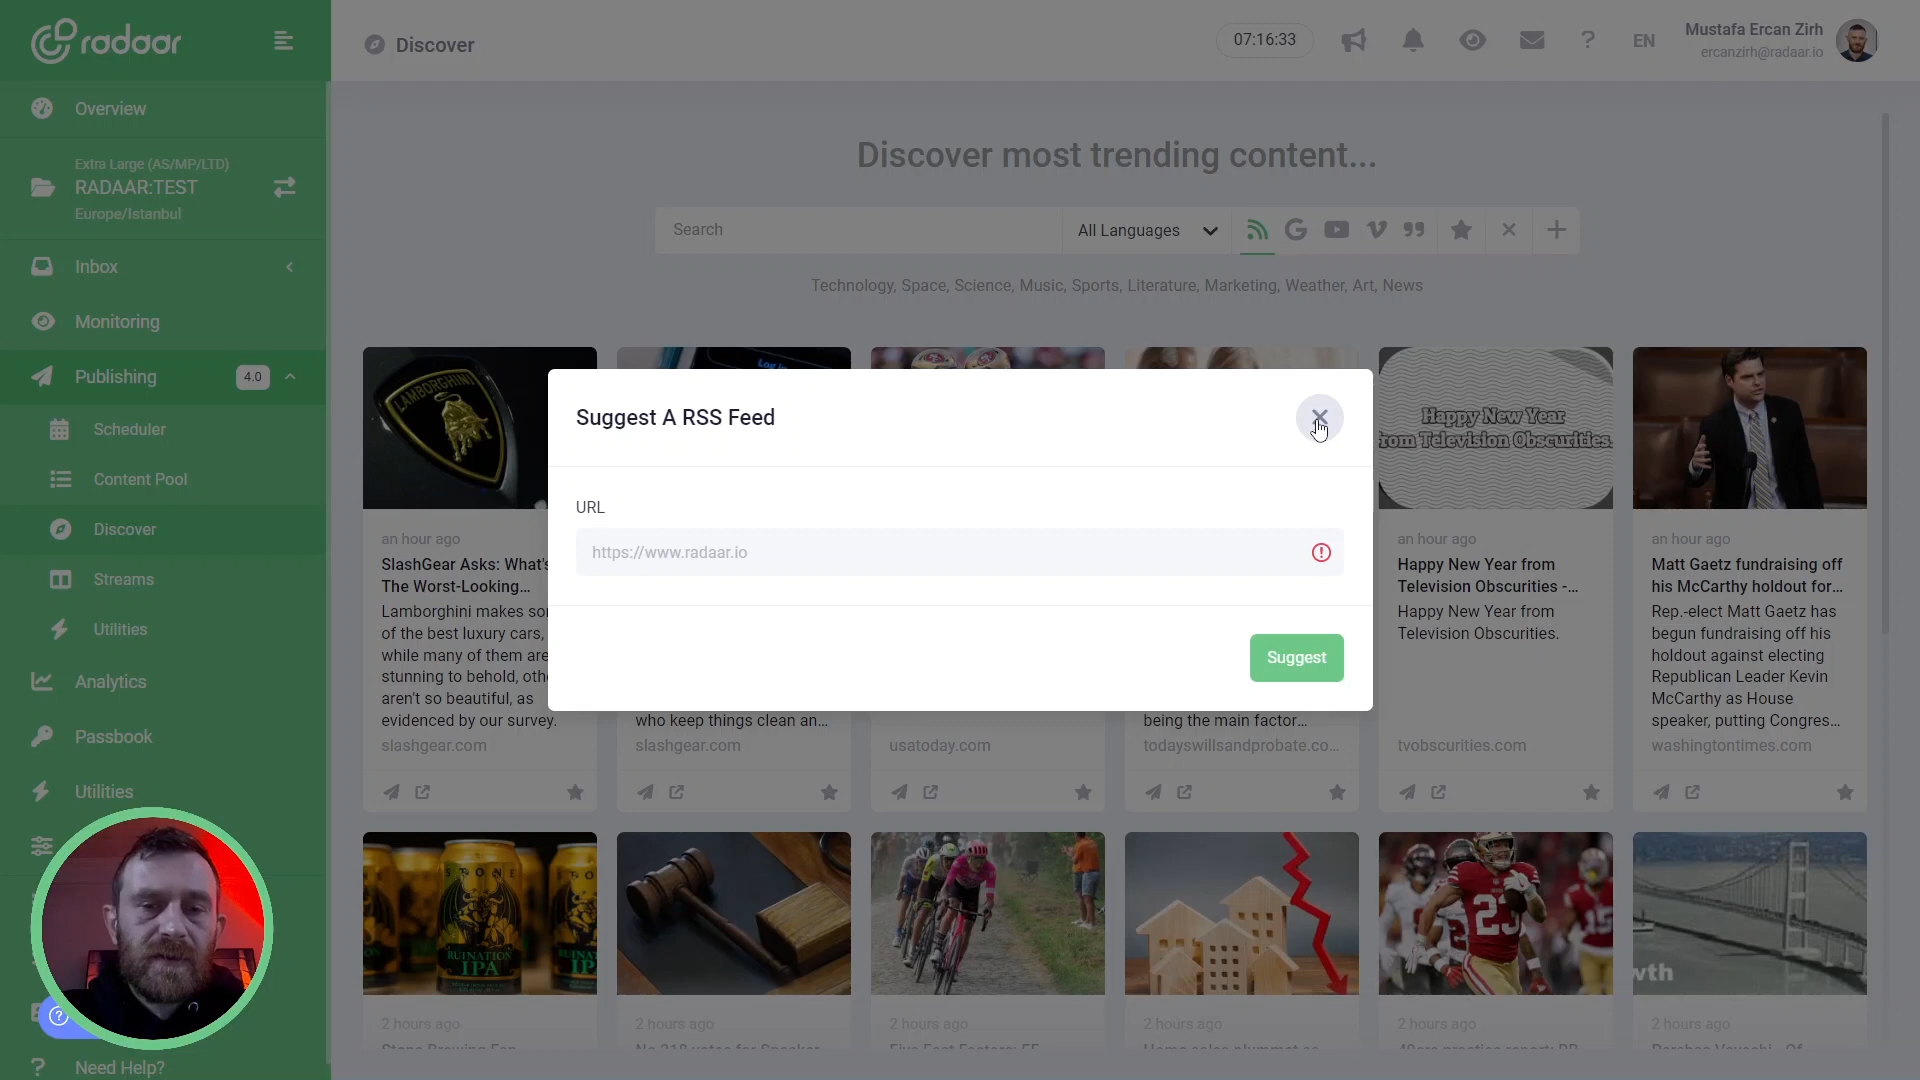 radaar
Discover
07:16:33
EN
Mustafa Ercan Zirh
ercanzirh@radaar.io
Overview
Extra Large (AS/MP/LTD)
RADAAR:TEST
Europe/Istanbul
Inbox
Monitoring
Publishing
4.0
Scheduler
Content Pool
Discover
Streams
Utilities
Analytics
Passbook
Utilities
Need Help?
Discover most trending content...
Search
All Languages
Technology, Space, Science, Music, Sports, Literature, Marketing, Weather, Art, News
LAMBORGHINI
Log in
Happy New Year
from Television Obscurities.
Suggest A RSS Feed
URL
https://www.radaar.io
Suggest
an hour ago
SlashGear Asks: What's
The Worst-Looking...
Lamborghini makes
of the best luxury cars,
while many of them are
stunning to behold,
aren't so beautiful, as
evidenced by our survey.
slashgear.com
who keep things clean an...
slashgear.com
usatoday.com
being the main factor...
todayswillsandprobate.co...
an hour ago
Happy New Year from
Television Obscurities -...
Happy New Year from
Television Obscurities.
tvobscurities.com
an hour ago
Matt Gaetz fundraising off
his McCarthy holdout for...
Rep.-elect Matt Gaetz has
begun fundraising off his
holdout against electing
Republican Leader Kevin
McCarthy as House
speaker, putting Congres...
washingtontimes.com
STONE
RUINATION
IPA
23
wth
2 hours ago
2 hours ago
2 hours ago
2 hours ago
2 hours ago
2 hours ago